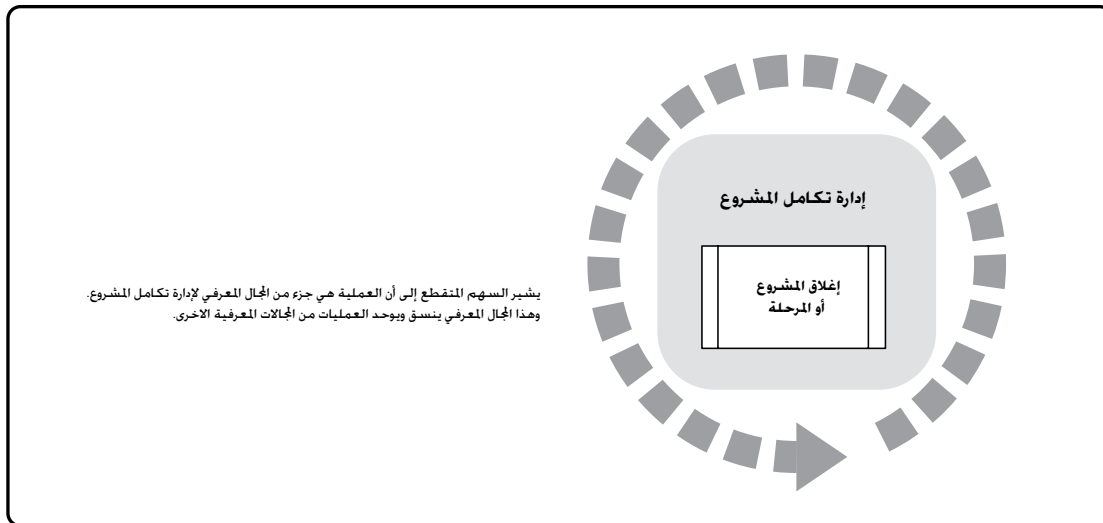 إدارة تكامل المشروع
إغلاق المشروع
أو المرحلة
يشير السهم المتقطع إلى أن العملية هي جزء من المجال المعرفي لإدارة تكامل المشروع.
وهذا المجال المعرفي ينسق ويوحد العمليات من المجالات المعرفية الاخرى.